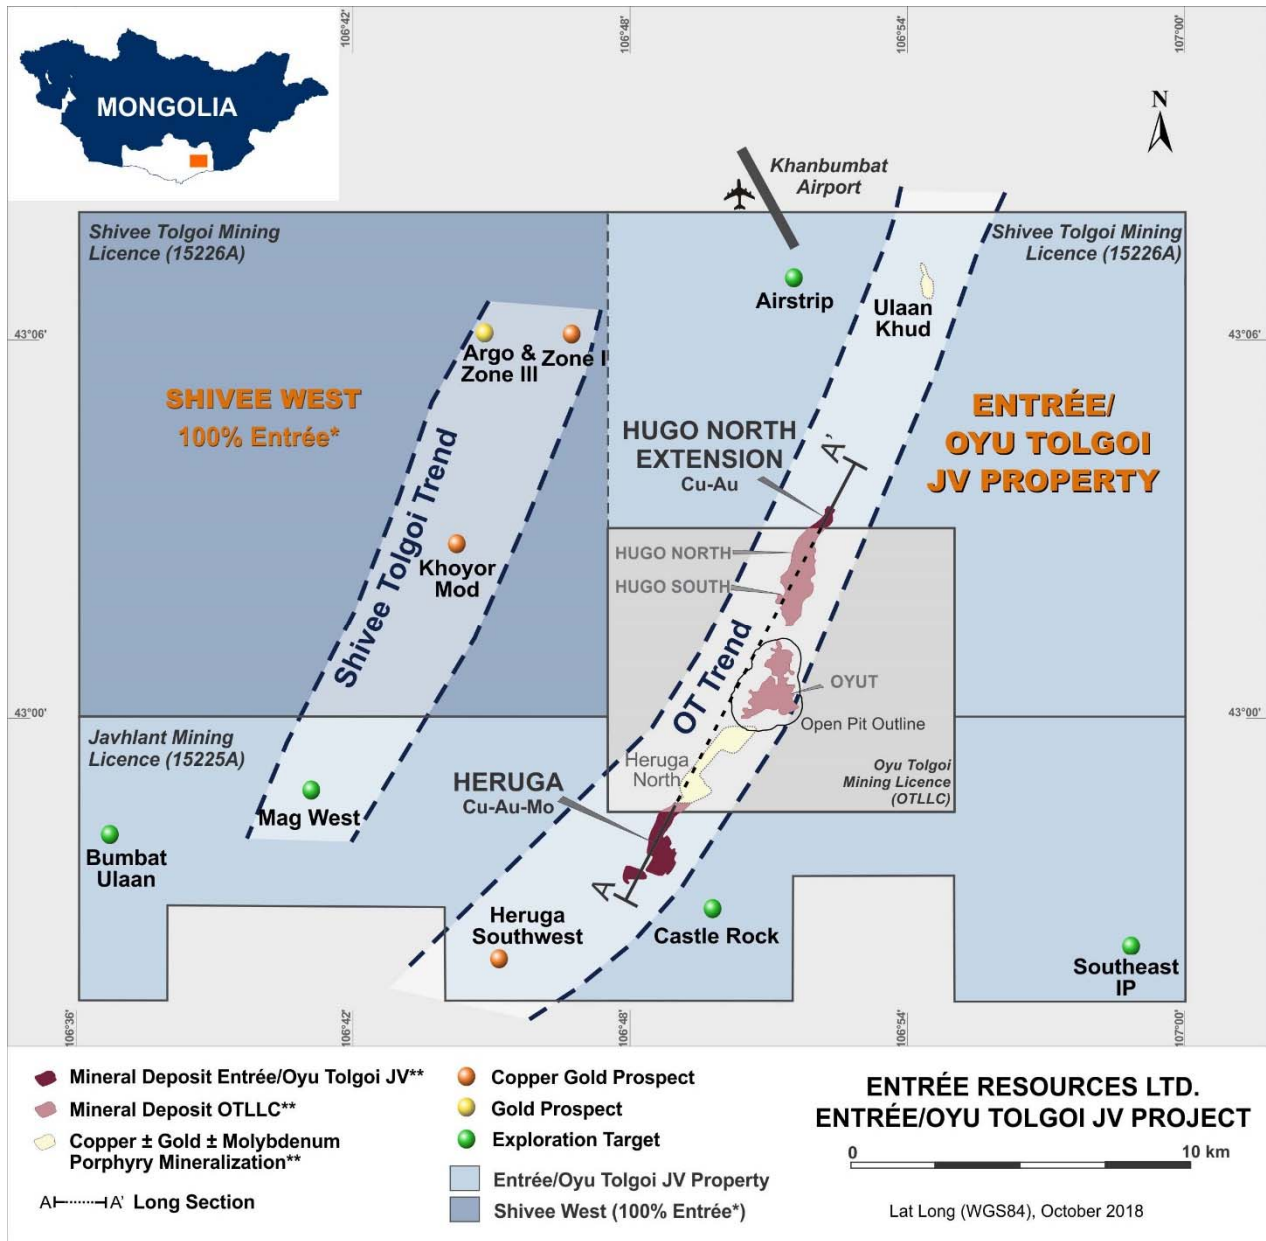 MONGOLIA
106°42'
106°48'
106°54'
107°00'
N
Khanbumbat
Airport
Shivee Tolgoi Mining
Licence (15226A)
Shivee Tolgoi Mining
Licence (15226A)
Airstrip
Ulaan
Khud
43°06'
43°06'
Argo &
Zone III
Zone I
SHIVEE WEST
100% Entrée*
ENTRÉE/
OYU TOLGOI
JV PROPERTY
HUGO NORTH
EXTENSION
Cu-Au
A'
Shivee Tolgoi Trend
Khoyor
Mod
HUGO NORTH
HUGO SOUTH
OT Trend
OYUT
Open Pit Outline
43°00'
43°00'
Javhlant Mining
Licence (15225A)
Heruga
North
Oyu Tolgoi
Mining Licence
(OTLLC)
HERUGA
Cu-Au-Mo
Mag West
Bumbat
Ulaan
A
Heruga
Southwest
Castle Rock
Southeast
IP
106°36'
106°42'
106°48'
106°54'
107°00'
Mineral Deposit Entrée/Oyu Tolgoi JV**
Mineral Deposit OTLLC**
Copper ± Gold ± Molybdenum
Porphyry Mineralization**
A A' Long Section
Copper Gold Prospect
Gold Prospect
Exploration Target
Entrée/Oyu Tolgoi JV Property
Shivee West (100% Entrée*)
ENTRÉE RESOURCES LTD.
ENTRÉE/OYU TOLGOI JV PROJECT
0 10 km
Lat Long (WGS84), October 2018